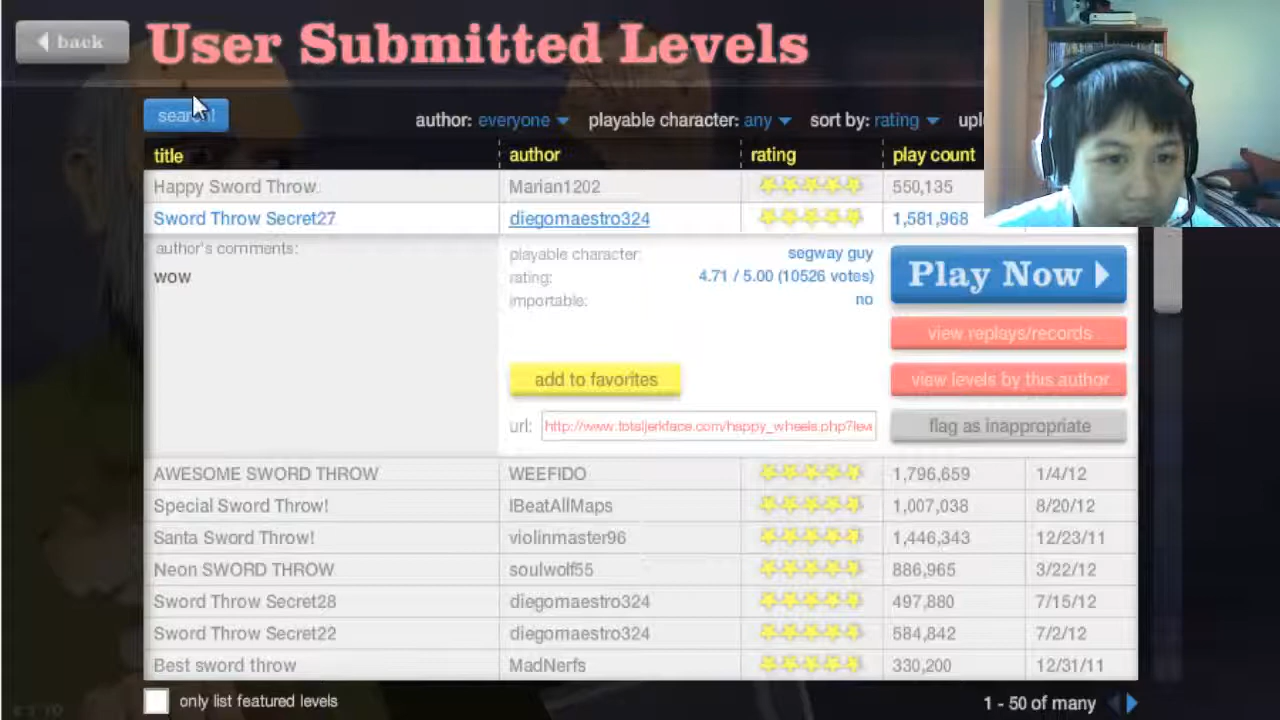 back
User Submitted Levels
search!
author: everyone playable character: any sort by: rating uplo
title author rating play count
Happy Sword Throw. Marian1202 550,135
Sword Throw Secret27 diegomaestro324 1,581,968
author's comments:
wow
playable character: segway guy
rating: 4.71 / 5.00 (10526 votes)
importable: no
Play Now
view replays/records
add to favorites
view levels by this author
url: http://www.totaljerkface.com/happy_wheels.php?lev
flag as inappropriate
AWESOME SWORD THROW WEEFIDO 1,796,659 1/4/12
Special Sword Throw! IBeatAllMaps 1,007,038 8/20/12
Santa Sword Throw! violinmaster96 1,446,343 12/23/11
Neon SWORD THROW soulwolf55 886,965 3/22/12
Sword Throw Secret28 diegomaestro324 497,880 7/15/12
Sword Throw Secret22 diegomaestro324 584,842 7/2/12
Best sword throw MadNerfs 330,200 12/31/11
only list featured levels
1 - 50 of many